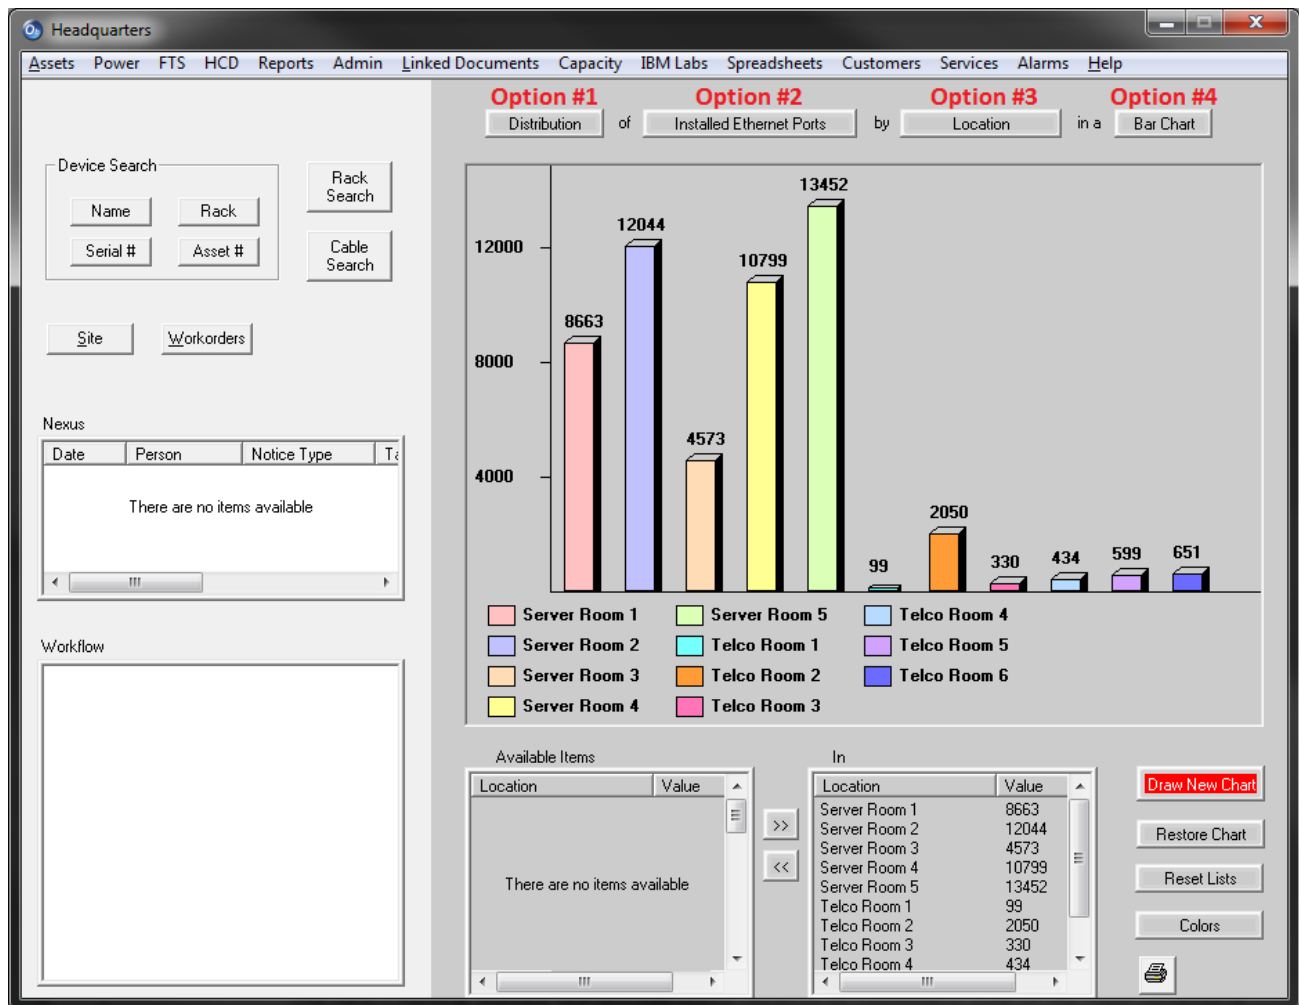 Headquarters
Assets Power FTS HCD Reports Admin Linked Documents Capacity IBM Labs Spreadsheets Customers Services Alarms Help
Option #1 Option #2 Option #3 Option #4
Distribution of Installed Ethernet Ports by Location in a Bar Chart
Device Search
Name Rack
Serial # Asset #
Rack
Search
Cable
Search
Site Workorders
Nexus
Date Person Notice Type
There are no items available
Workflow
13452
12044
12000
10799
8663
8000
4573
4000
2050
99 330 434 599 651
Server Room 1 Server Room 5 Telco Room 4
Server Room 2 Telco Room 1 Telco Room 5
Server Room 3 Telco Room 2 Telco Room 6
Server Room 4 Telco Room 3
Available Items
Location Value
There are no items available
>>
<<
In
Location Value
Server Room 1 8663
Server Room 2 12044
Server Room 3 4573
Server Room 4 10799
Server Room 5 13452
Telco Room 1 99
Telco Room 2 2050
Telco Room 3 330
Telco Room 4 434
Draw New Chart
Restore Chart
Reset Lists
Colors